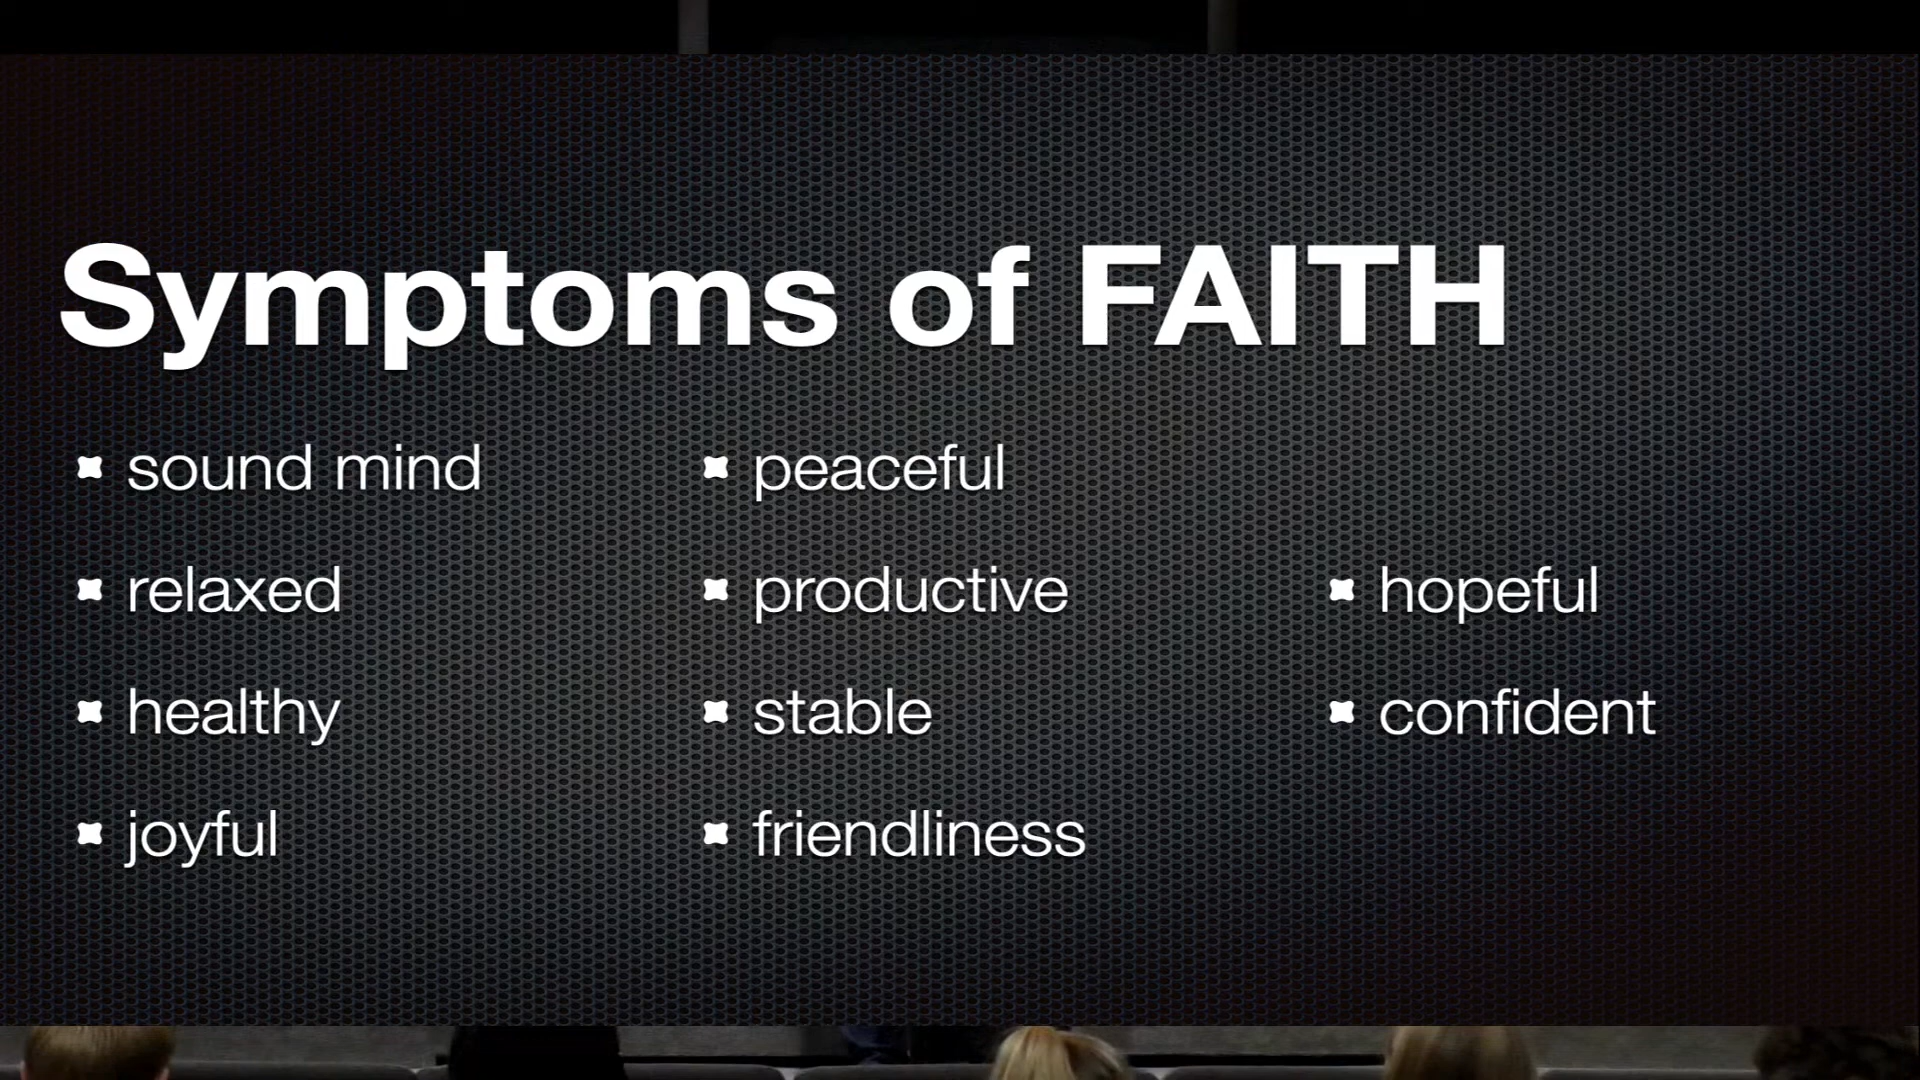 Symptoms of FAITH
sound mind
relaxed
healthy
joyful
peaceful
productive
stable
friendliness
hopeful
confident